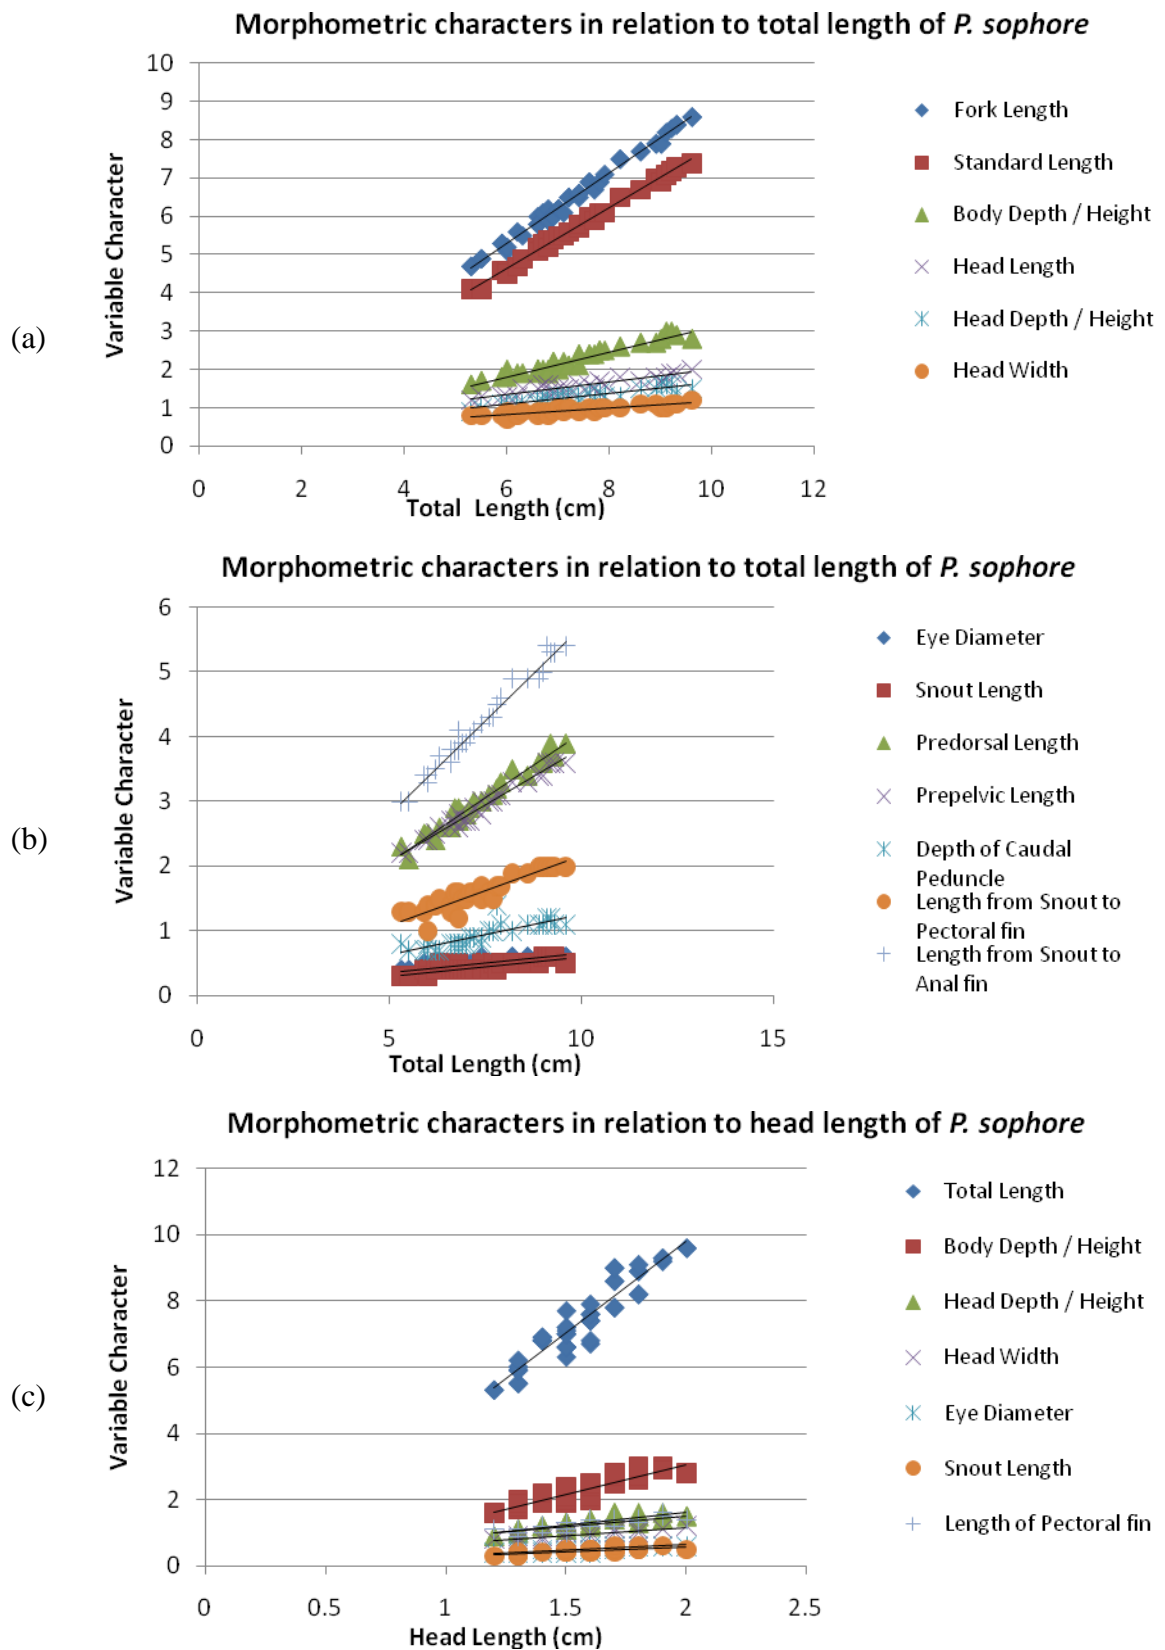 Morphometric characters in relation to total length of P. sophore
10
9
8
7
6
5
4
3
2
1
0
Variable Character
(a)
0 2 4 6 8 10 12
Total Length (cm)
Fork Length
Standard Length
Body Depth / Height
Head Length
Head Depth / Height
Head Width
Morphometric characters in relation to total length of P. sophore
6
5
4
3
2
1
0
Variable Character
(b)
0 5 10 15
Total Length (cm)
Eye Diameter
Snout Length
Predorsal Length
Prepelvic Length
Depth of Caudal
Peduncle
Length from Snout to
Pectoral fin
Length from Snout to
Anal fin
Morphometric characters in relation to head length of P. sophore
12
10
8
6
4
2
0
Variable Character
(c)
0 0.5 1 1.5 2 2.5
Head Length (cm)
Total Length
Body Depth / Height
Head Depth / Height
Head Width
Eye Diameter
Snout Length
Length of Pectoral fin